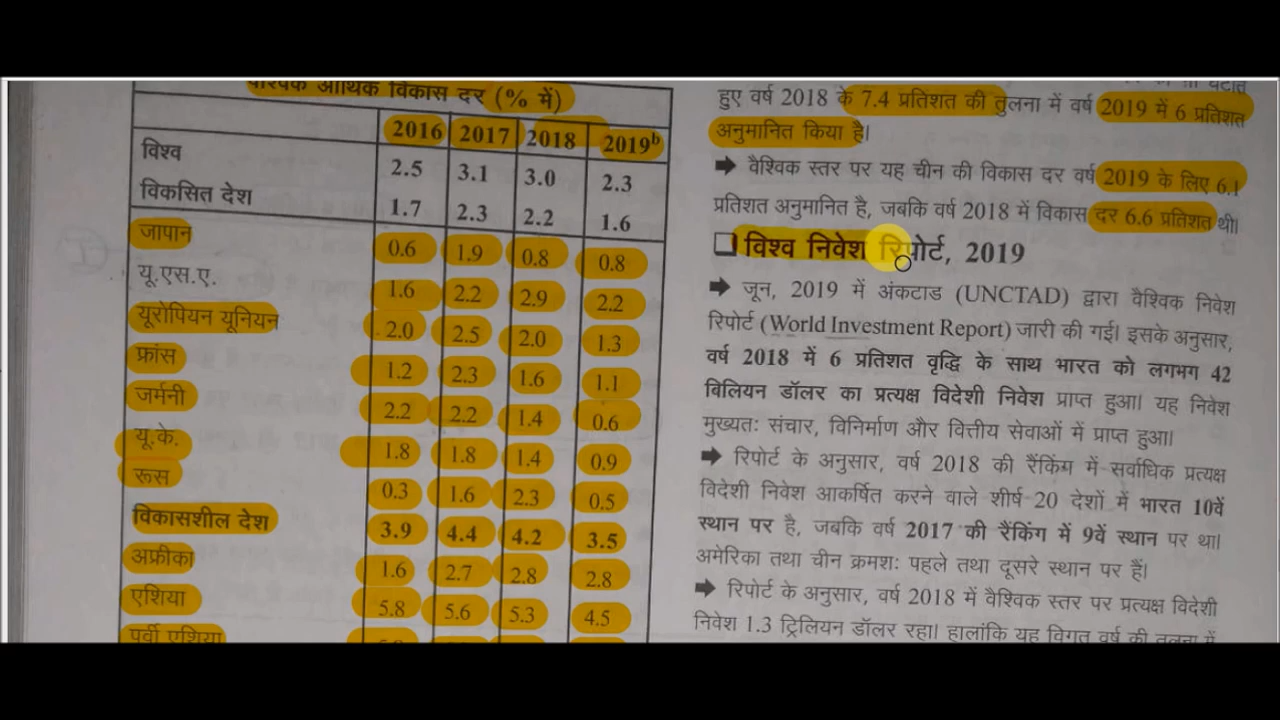 आर्थिक विकास दर (% में)
2016 2017 2018 2019ᵇ
विश्व 2.5 3.1 3.0 2.3
विकसित देश 1.7 2.3 2.2 1.6
जापान 0.6 1.9 0.8 0.8
यू.एस.ए. 1.6 2.2 2.9 2.2
यूरोपियन यूनियन 2.0 2.5 2.0 1.3
फ्रांस 1.2 2.3 1.6 1.1
जर्मनी 2.2 2.2 1.4 0.6
यू.के. 1.8 1.8 1.4 0.9
रूस 0.3 1.6 2.3 0.5
विकासशील देश 3.9 4.4 4.2 3.5
अफ्रीका 1.6 2.7 2.8 2.8
एशिया 5.8 5.6 5.3 4.5
पूर्वी एशिया
हुए वर्ष 2018 के 7.4 प्रतिशत की तुलना में वर्ष 2019 में 6 प्रतिशत
अनुमानित किया है।
➡ वैश्विक स्तर पर यह चीन की विकास दर वर्ष 2019 के लिए 6.1
प्रतिशत अनुमानित है, जबकि वर्ष 2018 में विकास दर 6.6 प्रतिशत थी।
❑ विश्व निवेश रिपोर्ट, 2019
➡ जून, 2019 में अंकटाड (UNCTAD) द्वारा वैश्विक निवेश
रिपोर्ट (World Investment Report) जारी की गई। इसके अनुसार,
वर्ष 2018 में 6 प्रतिशत वृद्धि के साथ भारत को लगभग 42
बिलियन डॉलर का प्रत्यक्ष विदेशी निवेश प्राप्त हुआ। यह निवेश
मुख्यतः संचार, विनिर्माण और वित्तीय सेवाओं में प्राप्त हुआ।
➡ रिपोर्ट के अनुसार, वर्ष 2018 की रैंकिंग में सर्वाधिक प्रत्यक्ष
विदेशी निवेश आकर्षित करने वाले शीर्ष 20 देशों में भारत 10वें
स्थान पर है, जबकि वर्ष 2017 की रैंकिंग में 9वें स्थान पर था।
अमेरिका तथा चीन क्रमशः पहले तथा दूसरे स्थान पर हैं।
➡ रिपोर्ट के अनुसार, वर्ष 2018 में वैश्विक स्तर पर प्रत्यक्ष विदेशी
निवेश 1.3 ट्रिलियन डॉलर रहा। हालांकि यह विगत वर्ष की तुलना में